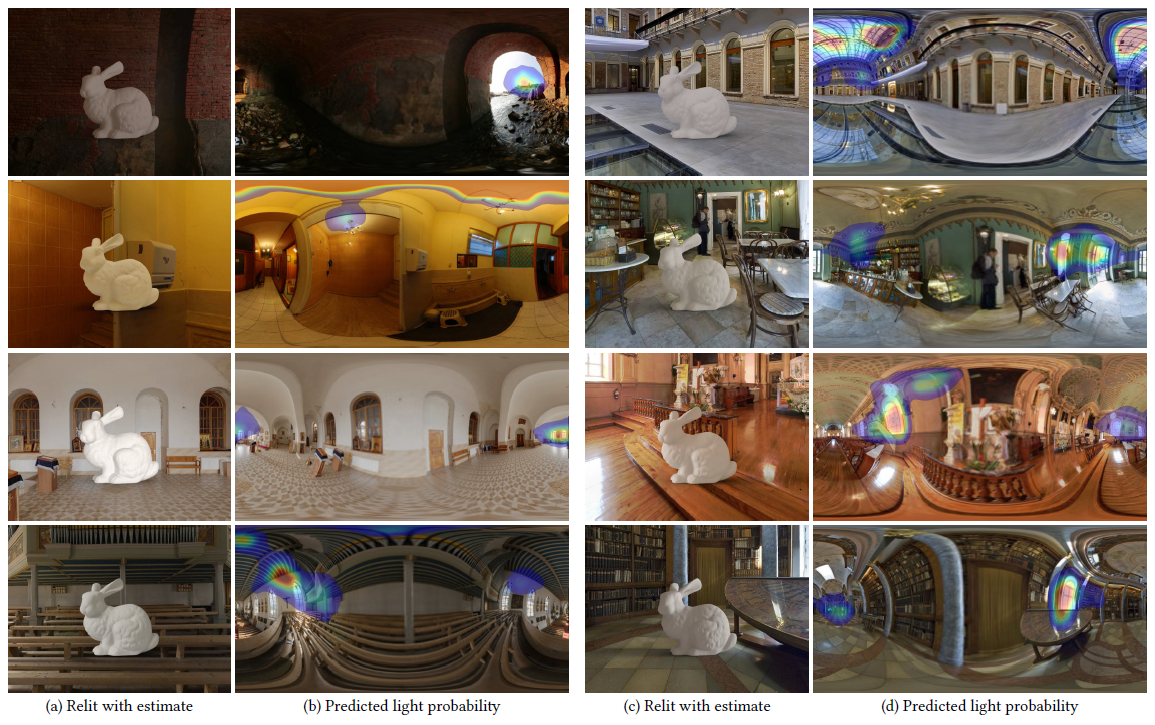 (a) Relit with estimate
(b) Predicted light probability
(c) Relit with estimate
(d) Predicted light probability